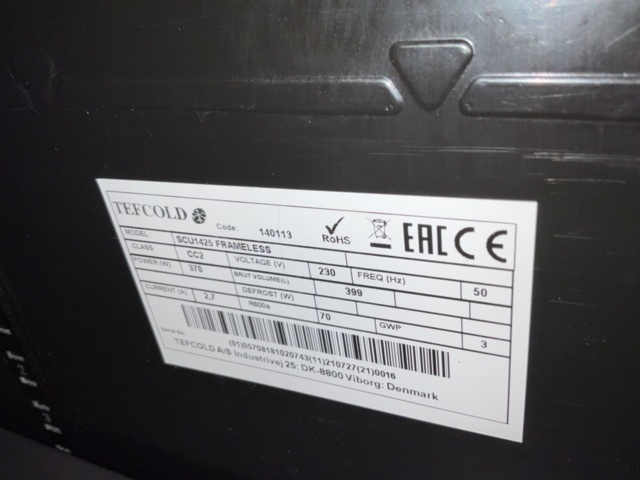 TEFCOLD Code: 140113 RoHS EAC CE
MODEL SCU1425 FRAMELESS
CLASS CC2 VOLTAGE (V) 230 FREQ (Hz) 50
POWER (W) 370 BRUT VOLUME(L) 399
DEFROST (W)
CURRENT (A) 2,7 R600a 70 GWP 3
Serial No:
(01)05708181020743(11)210727(21)0016
TEFCOLD A/S Industrivej 25: DK-8800 Viborg: Denmark